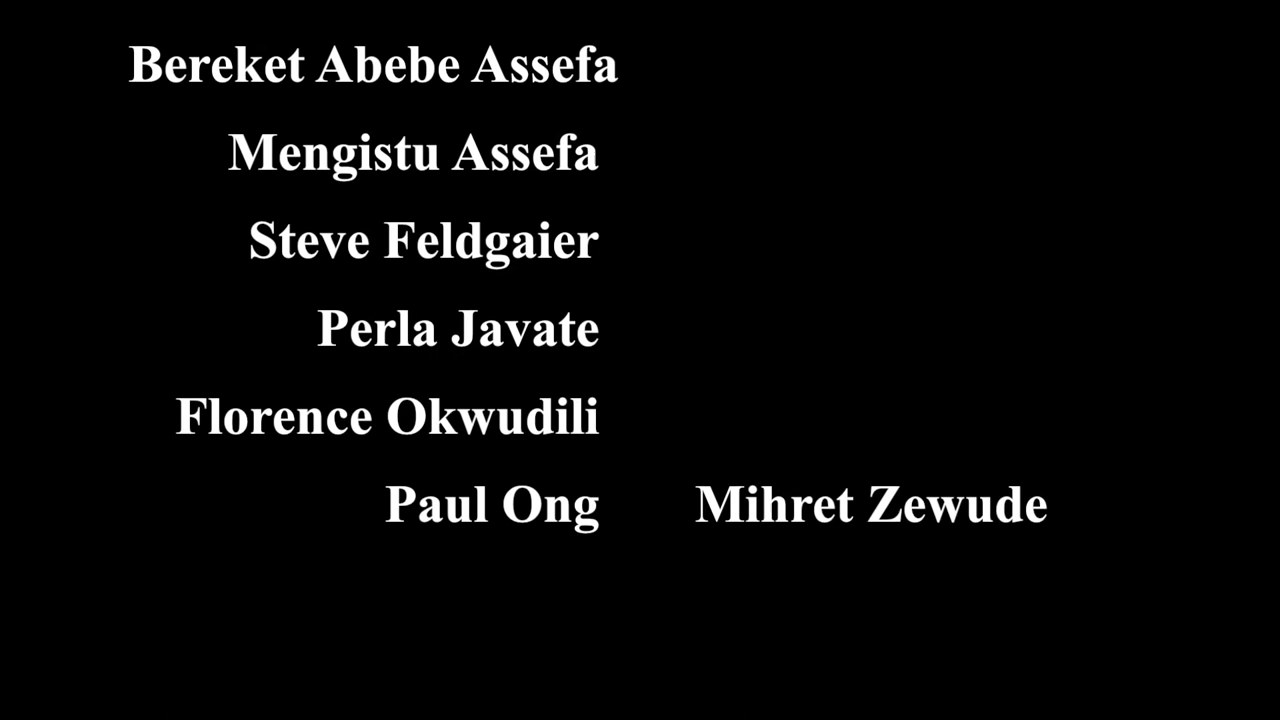 Bereket Abebe Assefa
Mengistu Assefa
Steve Feldgaier
Perla Javate
Florence Okwudili
Paul Ong Mihret Zewude